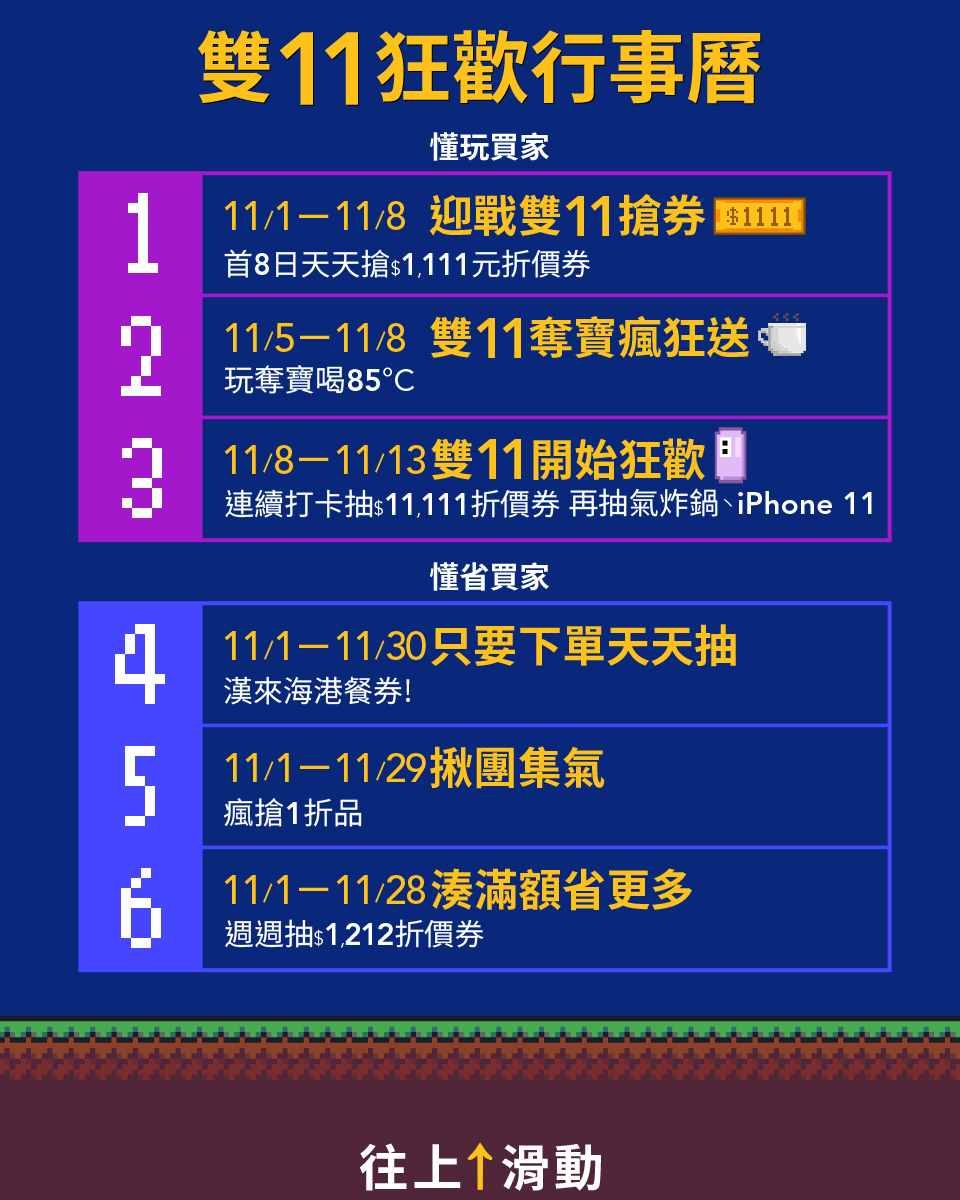 雙11狂歡行事曆
懂玩買家
1
11/1－11/8 迎戰雙11搶券 $1111
首8日天天搶$1,111元折價券
2
11/5－11/8 雙11奪寶瘋狂送
玩奪寶喝85°C
3
11/8－11/13 雙11開始狂歡
連續打卡抽$11,111折價券 再抽氣炸鍋、iPhone 11
懂省買家
4
11/1－11/30 只要下單天天抽
漢來海港餐券!
5
11/1－11/29 揪團集氣
瘋搶1折品
6
11/1－11/28 湊滿額省更多
週週抽$1,212折價券
往上↑滑動